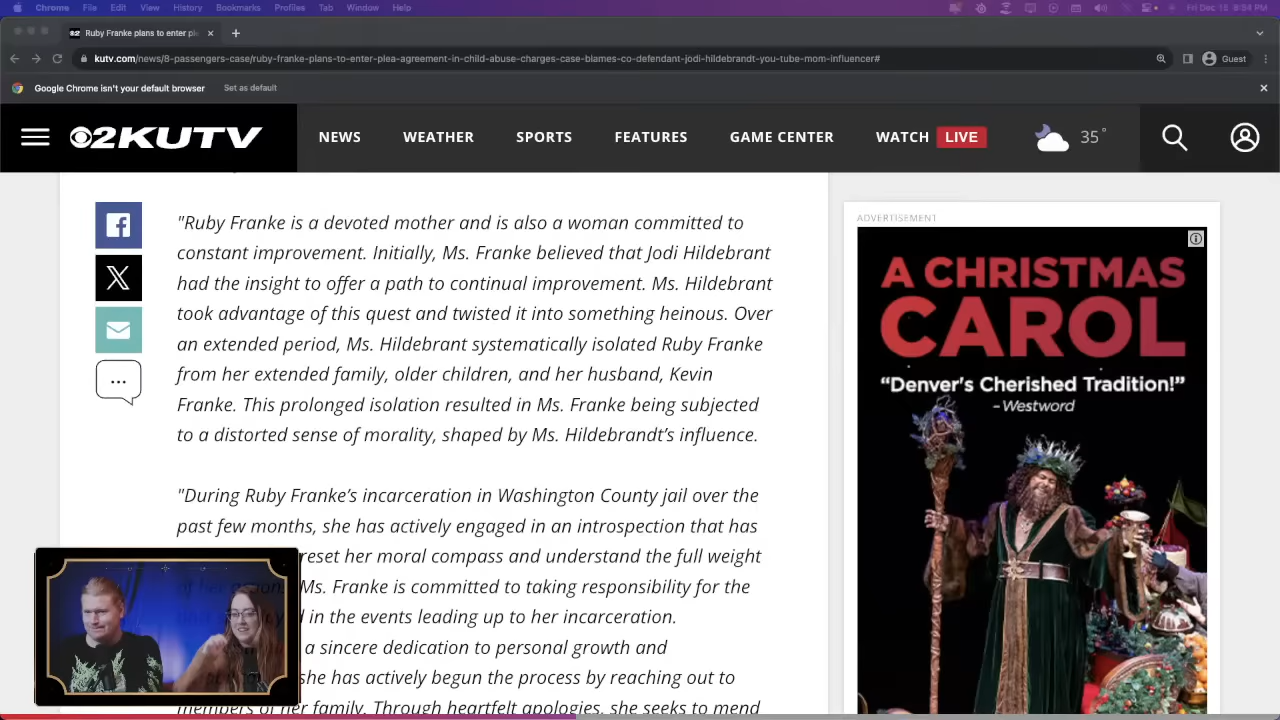 Chrome File Edit View History Bookmarks Profiles Tab Window Help
Fri Dec 15 8:34 PM
Ruby Franke plans to enter ple
kutv.com/news/8-passengers-case/ruby-franke-plans-to-enter-plea-agreement-in-child-abuse-charges-case-blames-co-defendant-jodi-hildebrandt-you-tube-mom-influencer#
Guest
Google Chrome isn't your default browser Set as default
2KUTV NEWS WEATHER SPORTS FEATURES GAME CENTER WATCH LIVE 35°
"Ruby Franke is a devoted mother and is also a woman committed to
constant improvement. Initially, Ms. Franke believed that Jodi Hildebrant
had the insight to offer a path to continual improvement. Ms. Hildebrant
took advantage of this quest and twisted it into something heinous. Over
an extended period, Ms. Hildebrant systematically isolated Ruby Franke
from her extended family, older children, and her husband, Kevin
Franke. This prolonged isolation resulted in Ms. Franke being subjected
to a distorted sense of morality, shaped by Ms. Hildebrandt's influence.
"During Ruby Franke's incarceration in Washington County jail over the
past few months, she has actively engaged in an introspection that has
reset her moral compass and understand the full weight
Ms. Franke is committed to taking responsibility for the
in the events leading up to her incarceration.
a sincere dedication to personal growth and
she has actively begun the process by reaching out to
members of her family. Through heartfelt apologies, she seeks to mend
ADVERTISEMENT
A CHRISTMAS
CAROL
"Denver's Cherished Tradition!"
- Westword